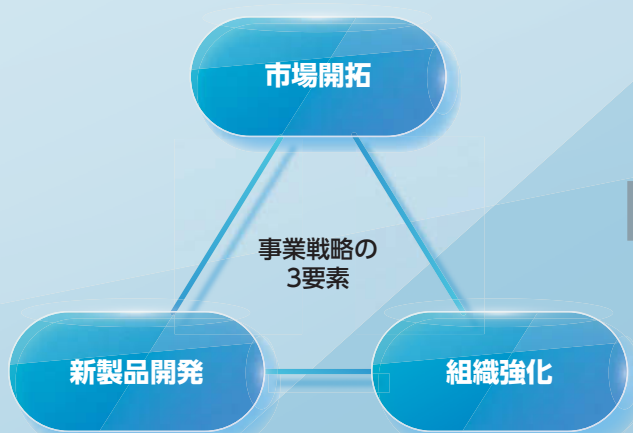 市場開拓
事業戦略の
3要素
新製品開発
組織強化